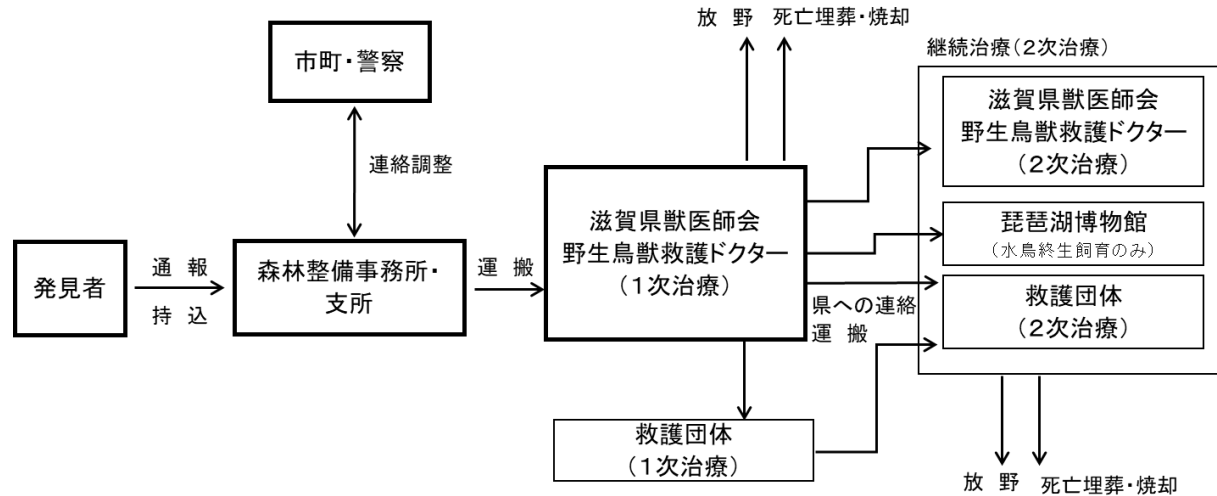 放 野 死亡埋葬・焼却
継続治療(2次治療)
市町・警察
滋賀県獣医師会
野生鳥獣救護ドクター
(2次治療)
連絡調整
滋賀県獣医師会
野生鳥獣救護ドクター
(1次治療)
琵琶湖博物館
(水鳥終生飼育のみ)
発見者
通 報
持 込
森林整備事務所・
支所
運 搬
県への連絡
運 搬
救護団体
(2次治療)
救護団体
(1次治療)
放 野 死亡埋葬・焼却